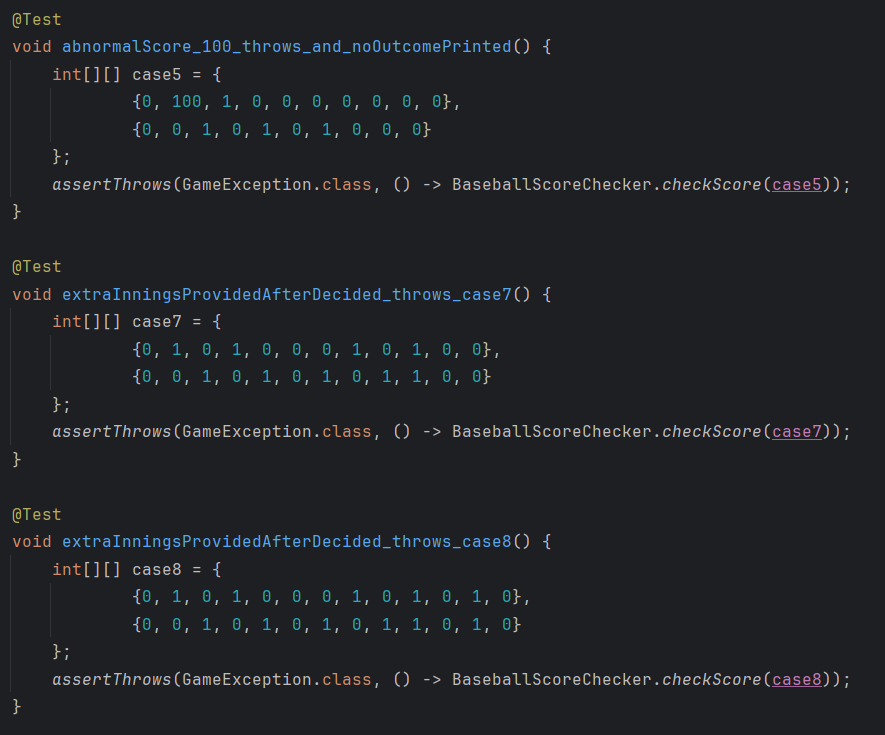 @Test
void abnormalScore_100_throws_and_noOutcomePrinted() {
    int[][] case5 = {
            {0, 100, 1, 0, 0, 0, 0, 0, 0, 0},
            {0, 0, 1, 0, 1, 0, 1, 0, 0, 0}
    };
    assertThrows(GameException.class, () -> BaseballScoreChecker.checkScore(case5));
}

@Test
void extraInningsProvidedAfterDecided_throws_case7() {
    int[][] case7 = {
            {0, 1, 0, 1, 0, 0, 0, 1, 0, 1, 0, 0},
            {0, 0, 1, 0, 1, 0, 1, 0, 1, 1, 0, 0}
    };
    assertThrows(GameException.class, () -> BaseballScoreChecker.checkScore(case7));
}

@Test
void extraInningsProvidedAfterDecided_throws_case8() {
    int[][] case8 = {
            {0, 1, 0, 1, 0, 0, 0, 1, 0, 1, 0, 1, 0},
            {0, 0, 1, 0, 1, 0, 1, 0, 1, 1, 0, 1, 0}
    };
    assertThrows(GameException.class, () -> BaseballScoreChecker.checkScore(case8));
}